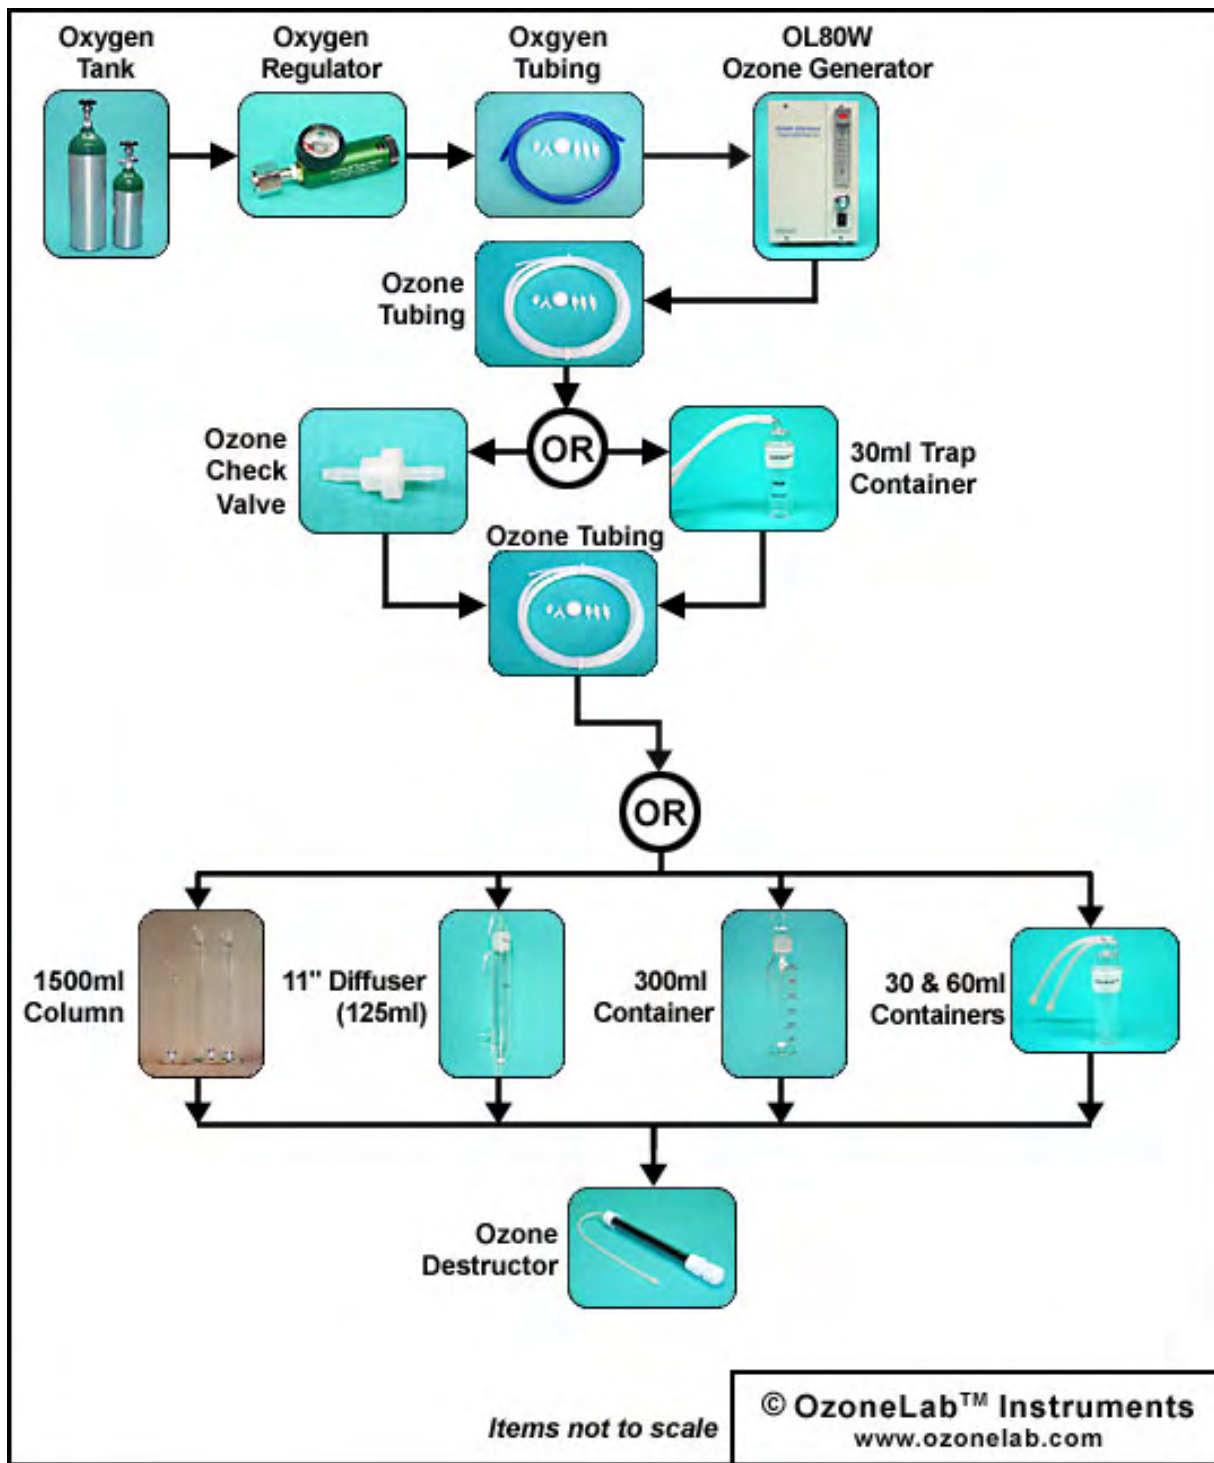 Oxygen
Tank
Oxygen
Regulator
Oxgyen
Tubing
OL80W
Ozone Generator
Ozone
Tubing
OR
Ozone
Check
Valve
30ml Trap
Container
Ozone Tubing
OR
1500ml
Column
11" Diffuser
(125ml)
300ml
Container
30 & 60ml
Containers
Ozone
Destructor
Items not to scale
© OzoneLab™ Instruments
www.ozonelab.com